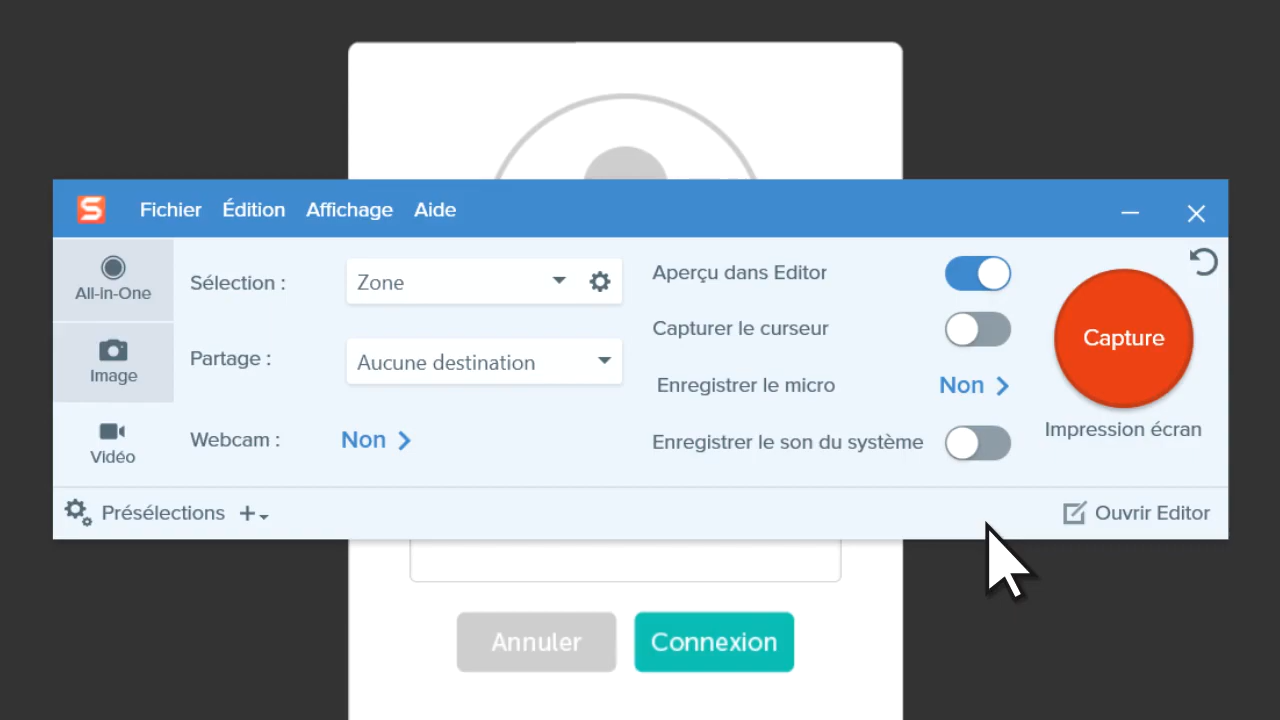 S
Fichier Édition Affichage Aide
All-in-One
Image
Vidéo
Sélection :
Zone
Partage :
Aucune destination
Webcam :
Non
Aperçu dans Editor
Capturer le curseur
Enregistrer le micro
Non
Enregistrer le son du système
Capture
Impression écran
Présélections
Ouvrir Editor
Annuler
Connexion